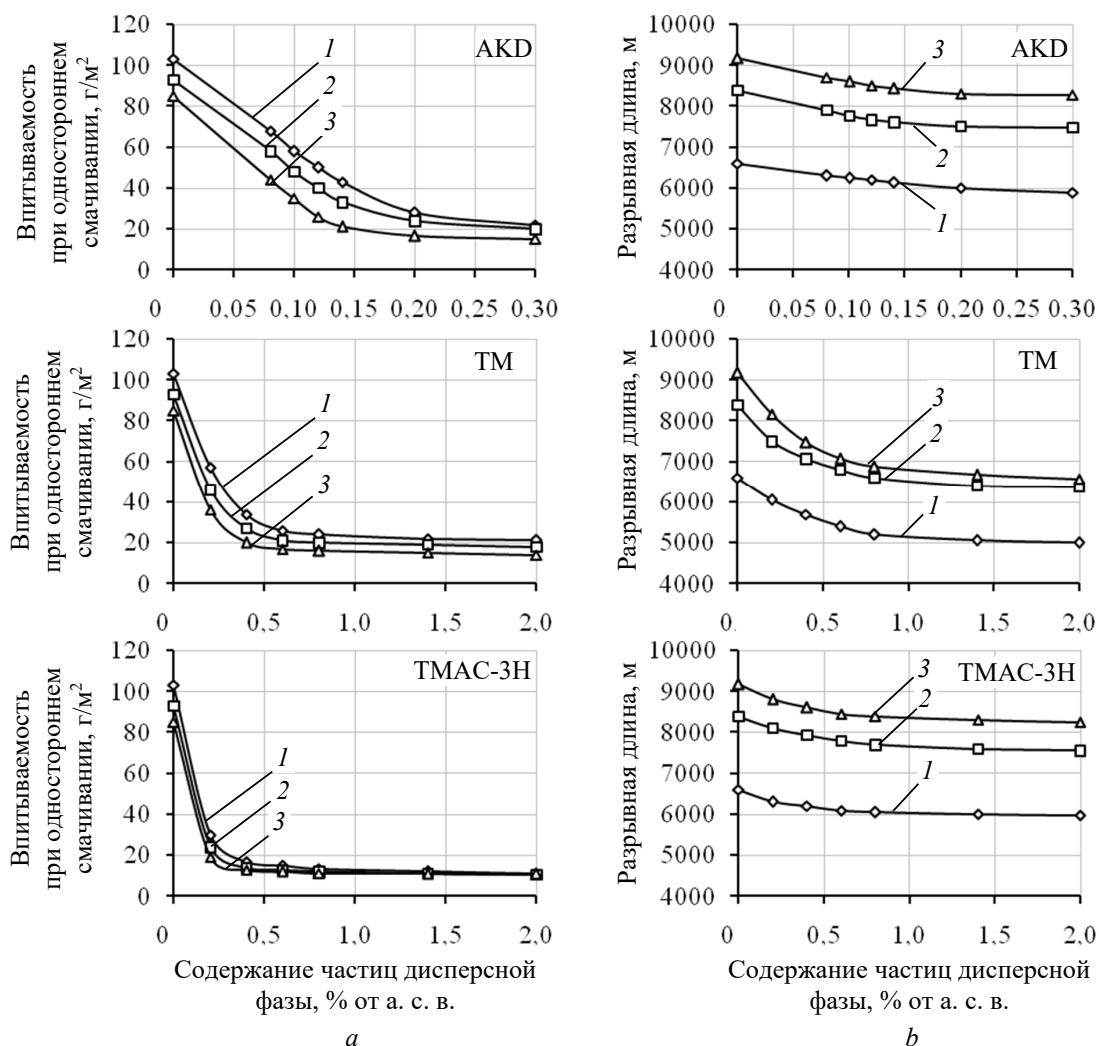 Впитываемость
при одностороннем
смачивании, г/м²
120
100
80
60
40
20
0
AKD
1
2
3
0 0,05 0,10 0,15 0,20 0,25 0,30
Разрывная длина, м
10000
9000
8000
7000
6000
5000
4000
AKD
3
2
1
0 0,05 0,10 0,15 0,20 0,25 0,30
Впитываемость
при одностороннем
смачивании, г/м²
120
100
80
60
40
20
0
ТМ
1
2
3
0 0,5 1,0 1,5 2,0
Разрывная длина, м
10000
9000
8000
7000
6000
5000
4000
ТМ
3
2
1
0. 0,5 1,0 1,5 2,0
Впитываемость
при одностороннем
смачивании, г/м²
120
100
80
60
40
20
0
ТМАС-3Н
1
2
3
0 0,5 1,0 1,5 2,0
Содержание частиц дисперсной
фазы, % от а. с. в.
a
Разрывная длина, м
10000
9000
8000
7000
6000
5000
4000
ТМАС-3Н
3
2
1
0 0,5 1,0 1,5 2,0
Содержание частиц дисперсной
фазы, % от а. с. в.
b